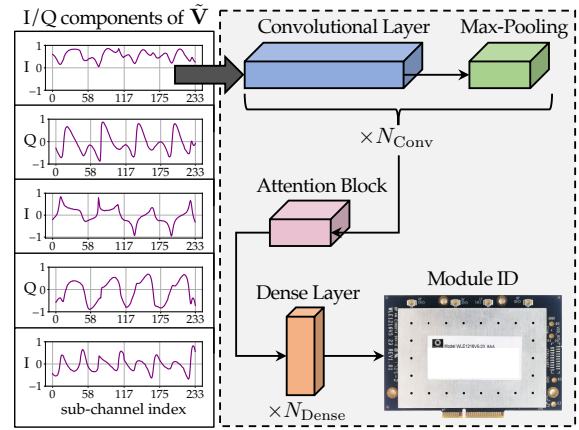 I/Q components of Ṽ
I
1
0
1
0 58 117 175 233
Q
1
0
−1
0 58 117 175 233
I
1
0
−1
0 58 117 175 233
Q
1
0
−1
0 58 117 175 233
I
1
0
−1
0 58 117 175 233
sub-channel index
Convolutional Layer
Max-Pooling
×N_Conv
Attention Block
Dense Layer
×N_Dense
Module ID